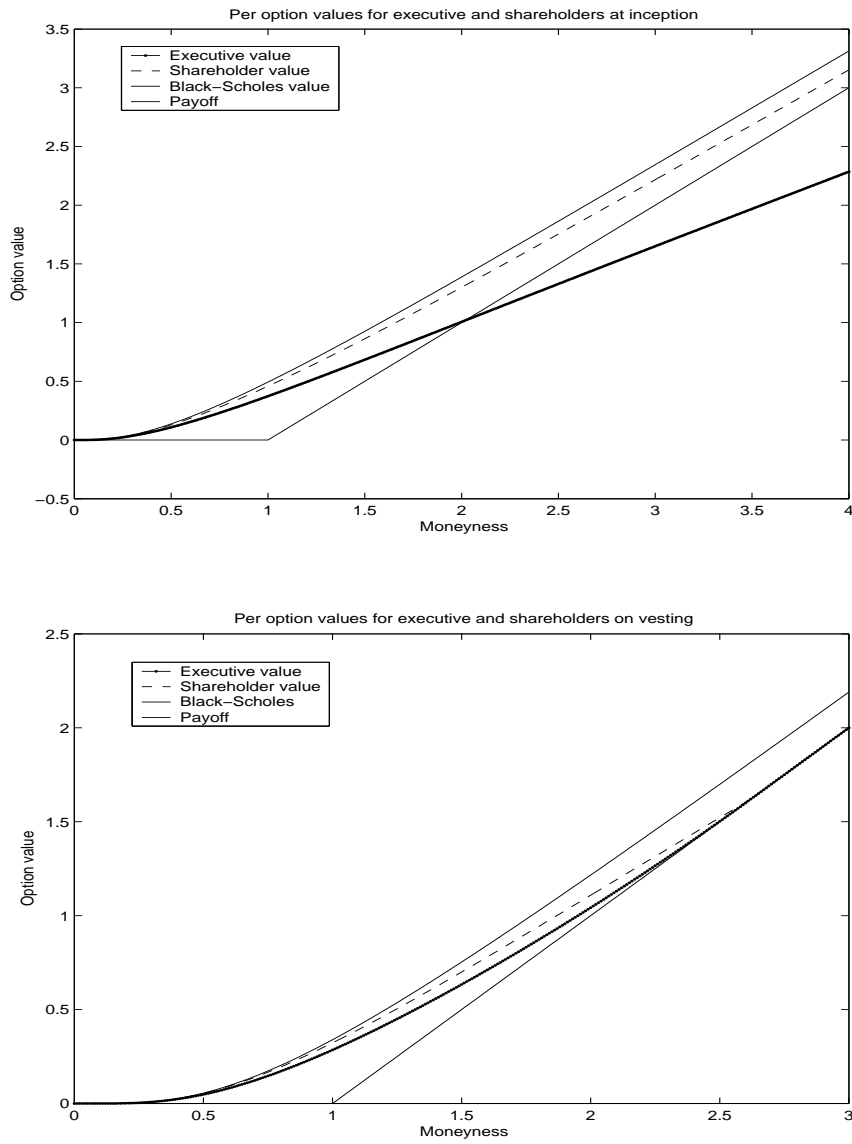 Per option values for executive and shareholders at inception
3.5
3
2.5
2
1.5
1
0.5
0
−0.5
Option value
Executive value
Shareholder value
Black−Scholes value
Payoff
0 0.5 1 1.5 2 2.5 3 3.5 4
Moneyness
Per option values for executive and shareholders on vesting
2.5
2
1.5
1
0.5
0
Option value
Executive value
Shareholder value
Black−Scholes
Payoff
0 0.5 1 1.5 2 2.5 3
Moneyness